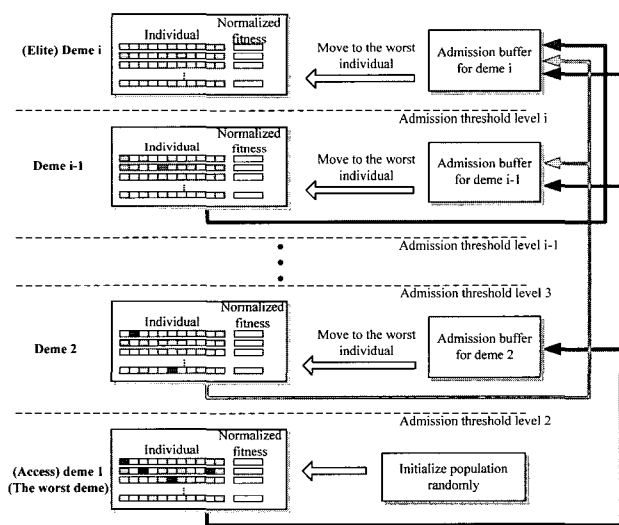 Individual
Normalized
fitness
(Elite) Deme i
Move to the worst
individual
Admission buffer
for deme i
Admission threshold level i
Individual
Normalized
fitness
Deme i-1
Move to the worst
individual
Admission buffer
for deme i-1
Admission threshold level i-1
Admission threshold level 3
Individual
Normalized
fitness
Deme 2
Move to the worst
individual
Admission buffer
for deme 2
Admission threshold level 2
Individual
Normalized
fitness
(Access) deme 1
(The worst deme)
Initialize population
randomly